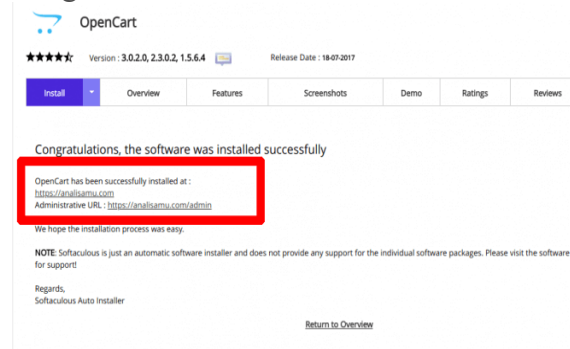 OpenCart
Version : 3.0.2.0, 2.3.0.2, 1.5.6.4 Release Date : 18-07-2017
Install Overview Features Screenshots Demo Ratings Reviews
Congratulations, the software was installed successfully
OpenCart has been successfully installed at :
https://analisamu.com
Administrative URL : https://analisamu.com/admin
We hope the installation process was easy.
NOTE: Softaculous is just an automatic software installer and does not provide any support for the individual software packages. Please visit the software
for support!
Regards,
Softaculous Auto Installer
Return to Overview